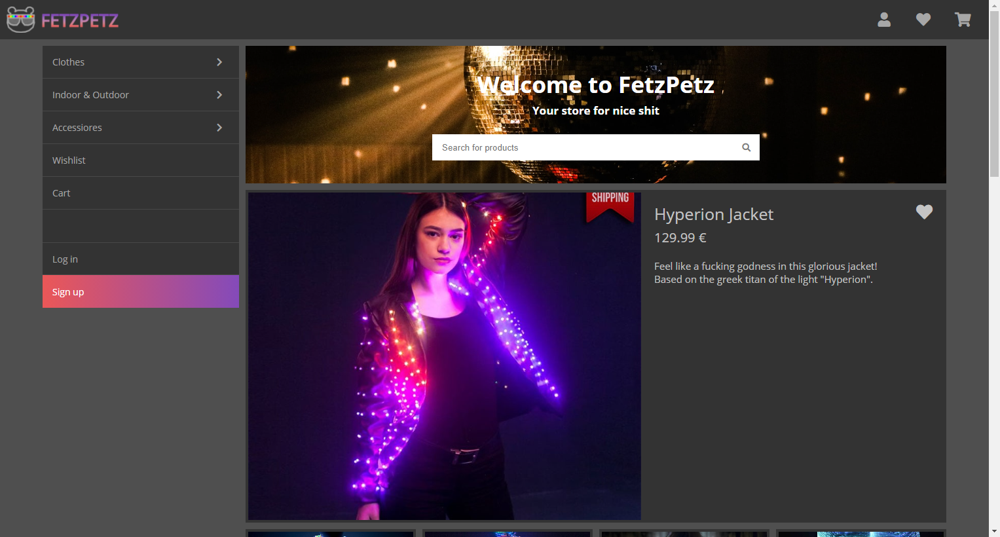 FETZPETZ
Clothes
Indoor & Outdoor
Accessiores
Wishlist
Cart
Log in
Sign up
Welcome to FetzPetz
Your store for nice shit
Search for products
SHIPPING
Hyperion Jacket
129.99 €
Feel like a fucking godness in this glorious jacket!
Based on the greek titan of the light "Hyperion".